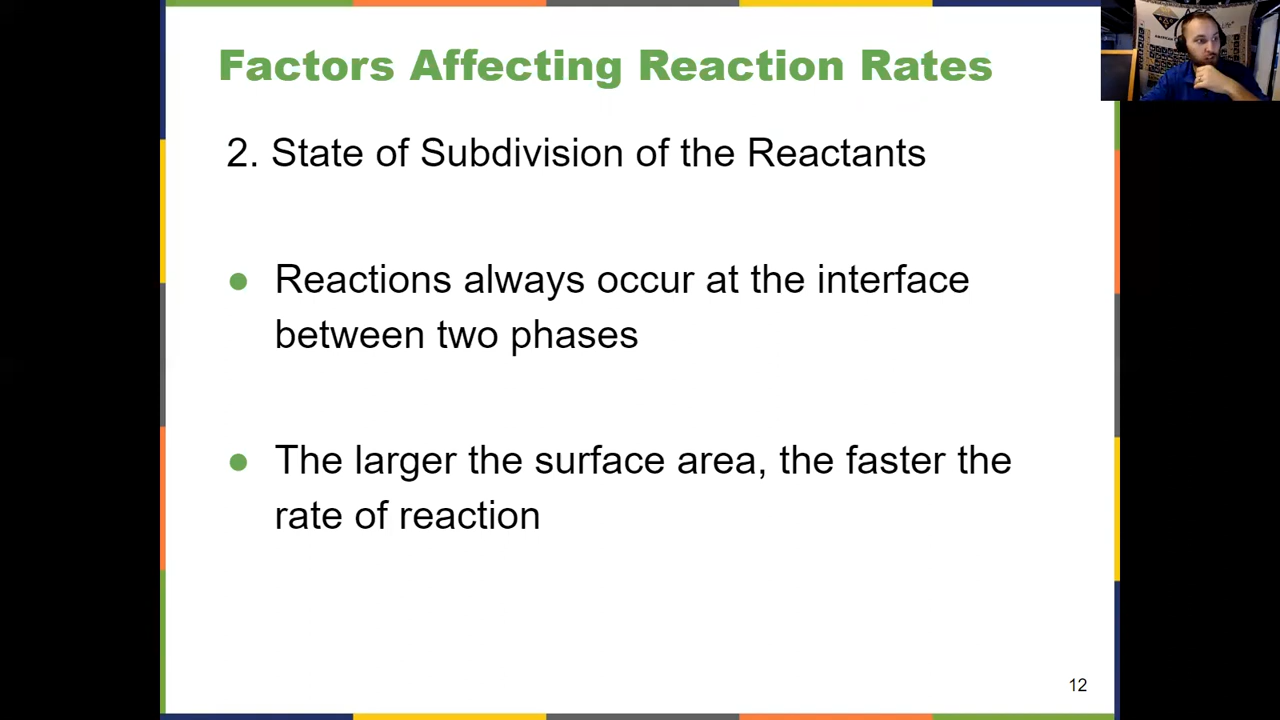 Factors Affecting Reaction Rates
2. State of Subdivision of the Reactants
● Reactions always occur at the interface
between two phases
● The larger the surface area, the faster the
rate of reaction
12